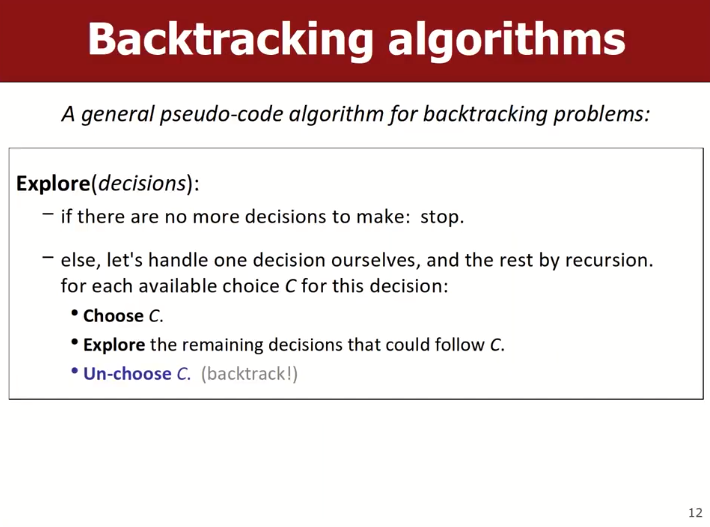 Backtracking algorithms
A general pseudo-code algorithm for backtracking problems:
Explore(decisions):
– if there are no more decisions to make: stop.
– else, let's handle one decision ourselves, and the rest by recursion.
for each available choice C for this decision:
• Choose C.
• Explore the remaining decisions that could follow C.
• Un-choose C. (backtrack!)
12